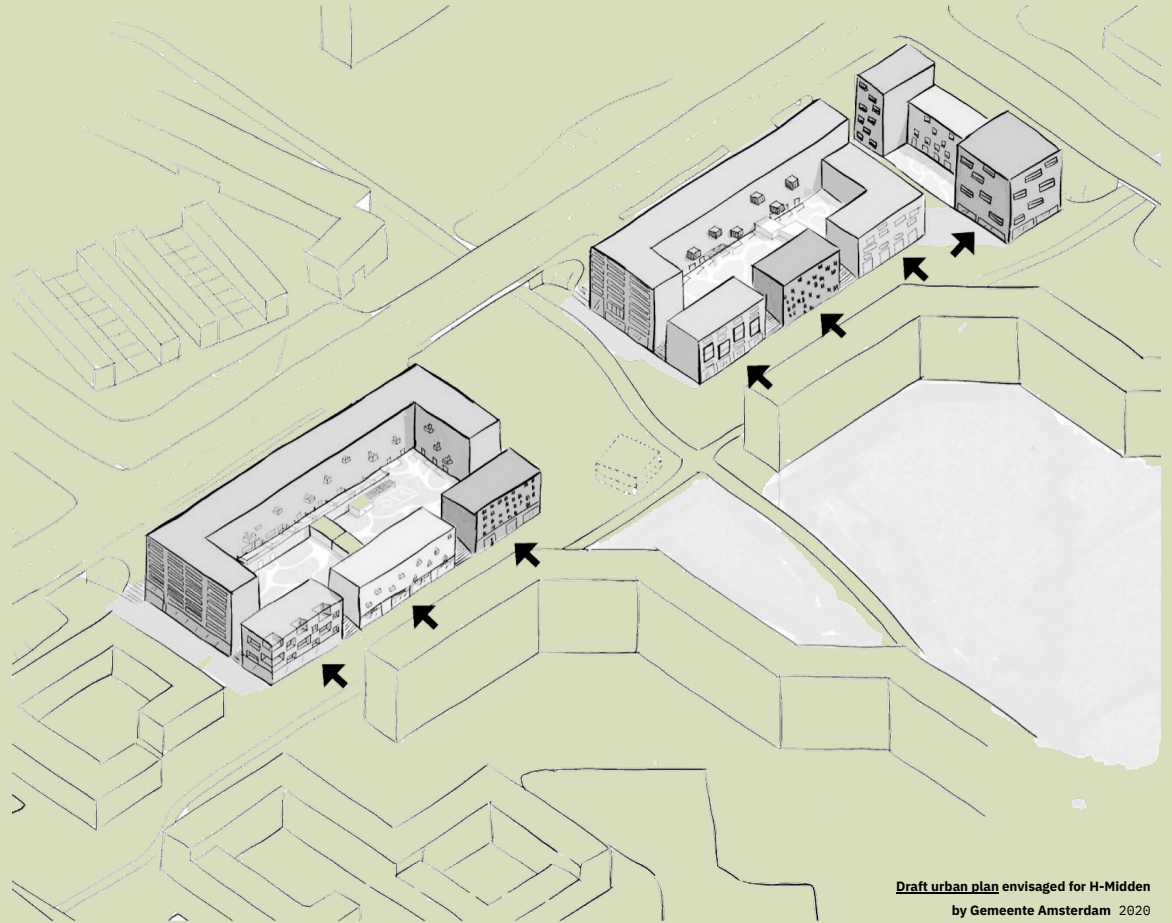 Draft urban plan envisaged for H-Midden
by Gemeente Amsterdam 2020